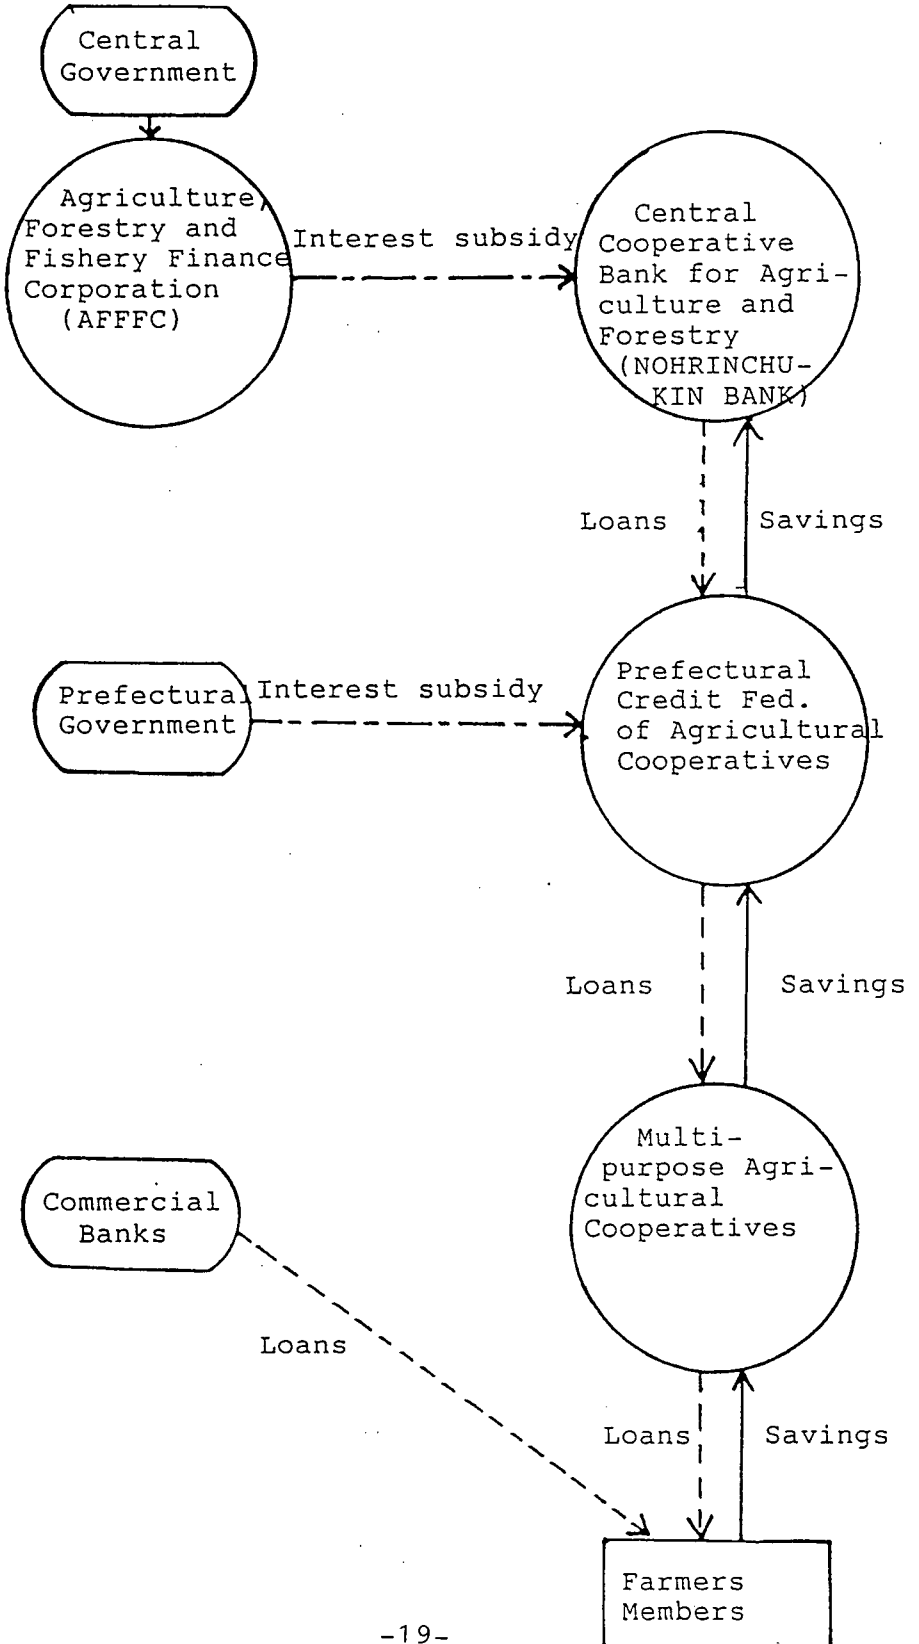 Central
Government
Agriculture,
Forestry and
Fishery Finance
Corporation
(AFFFC)
Interest subsidy
Central
Cooperative
Bank for Agri-
culture and
Forestry
(NOHRINCHU-
KIN BANK)
Loans
Savings
Prefectural
Government
Interest subsidy
Prefectural
Credit Fed.
of Agricultural
Cooperatives
Loans
Savings
Multi-
purpose Agri-
cultural
Cooperatives
Commercial
Banks
Loans
Loans
Savings
Farmers
Members
-19-